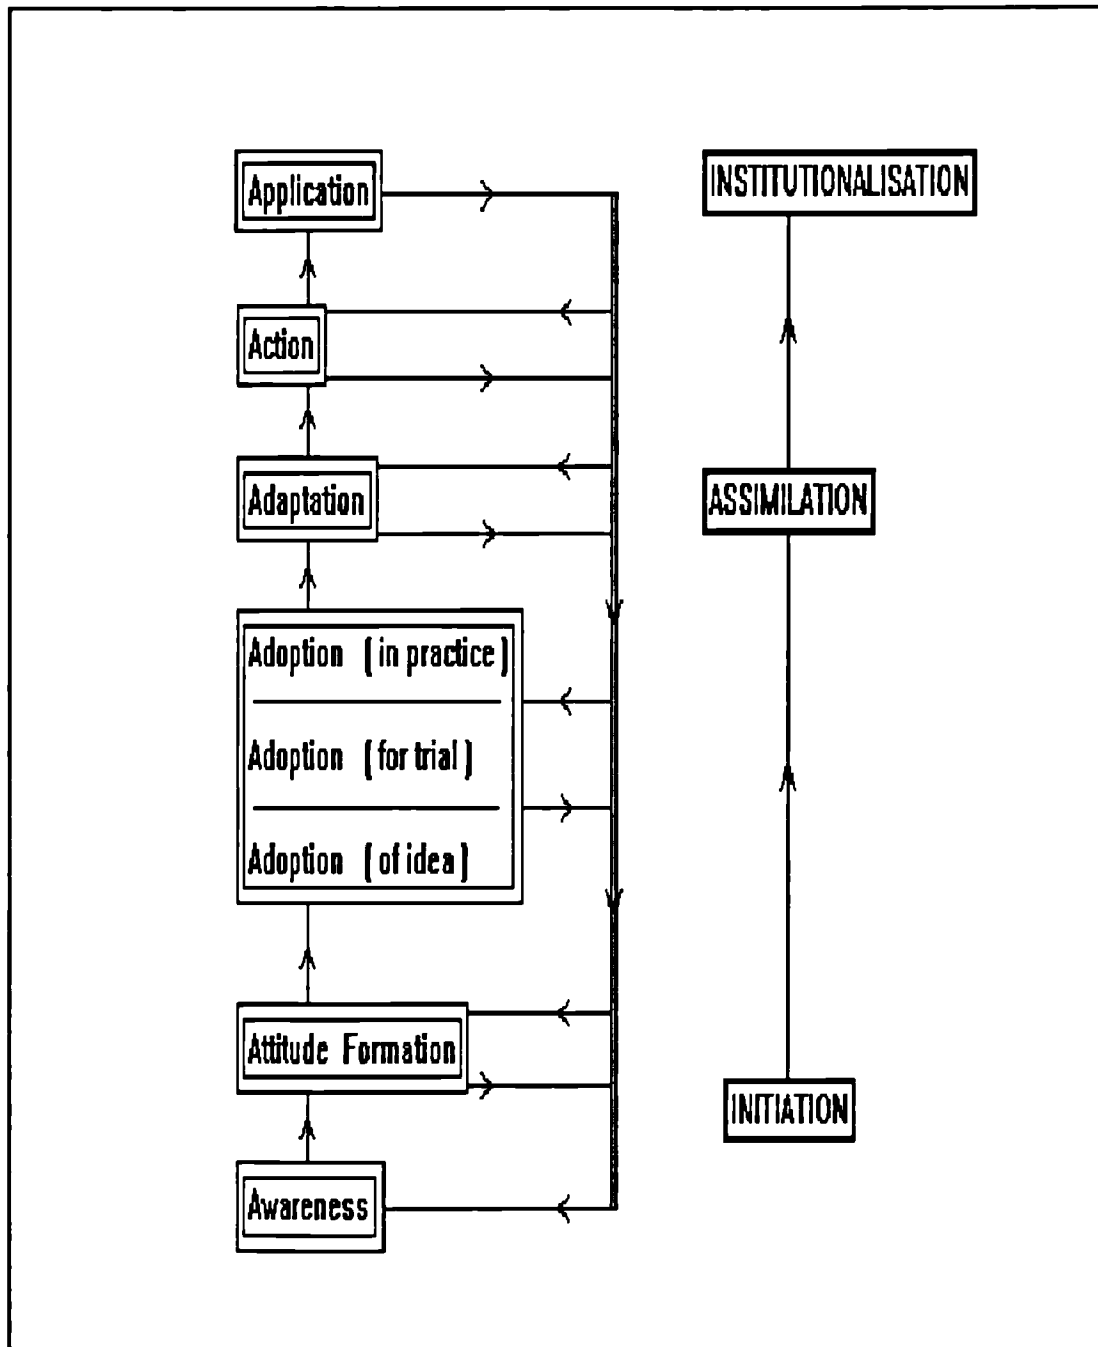 Application
Action
Adaptation
Adoption (in practice)
Adoption (for trial)
Adoption (of idea)
Attitude Formation
Awareness
INSTITUTIONALISATION
ASSIMILATION
INITIATION